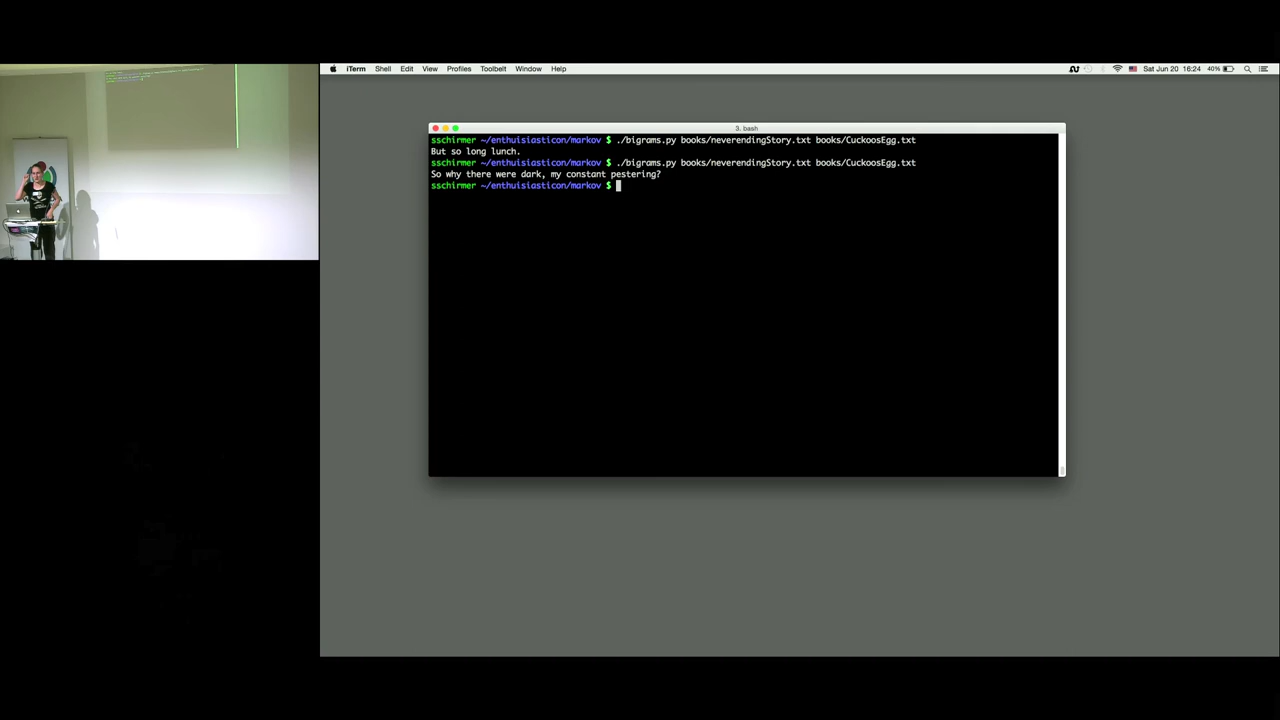 iTerm Shell Edit View Profiles Toolbelt Window Help Sat Jun 20 16:24 40%
3. bash
sschirmer ~/enthuisiasticon/markov $ ./bigrams.py books/neverendingStory.txt books/CuckoosEgg.txt
But so long lunch.
sschirmer ~/enthuisiasticon/markov $ ./bigrams.py books/neverendingStory.txt books/CuckoosEgg.txt
So why there were dark, my constant pestering?
sschirmer ~/enthuisiasticon/markov $